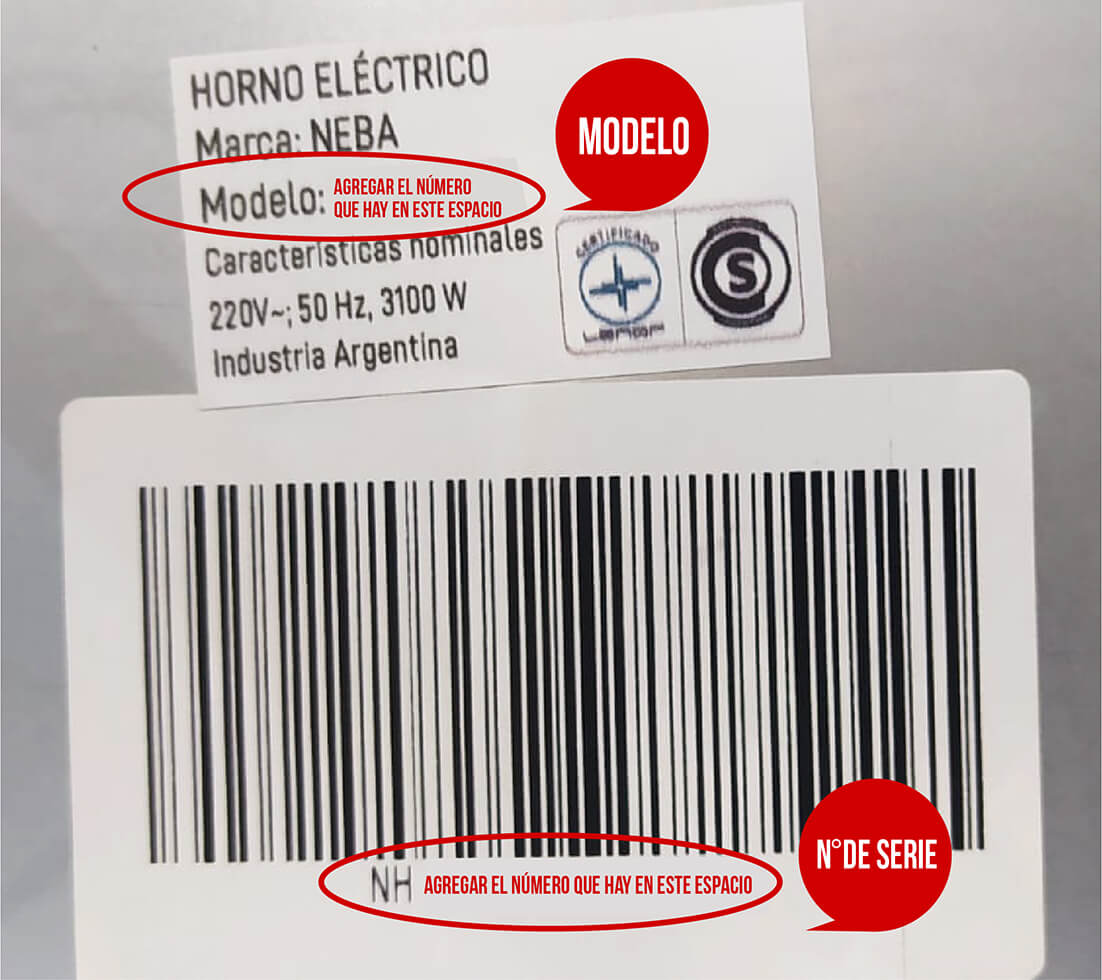 HORNO ELÉCTRICO
Marca: NEBA
MODELO
Modelo: AGREGAR EL NÚMERO
QUE HAY EN ESTE ESPACIO
Características nominales
220V~; 50 Hz, 3100 W
Industria Argentina
CERTIFICADO
Lenor
S
N° DE SERIE
NH AGREGAR EL NÚMERO QUE HAY EN ESTE ESPACIO